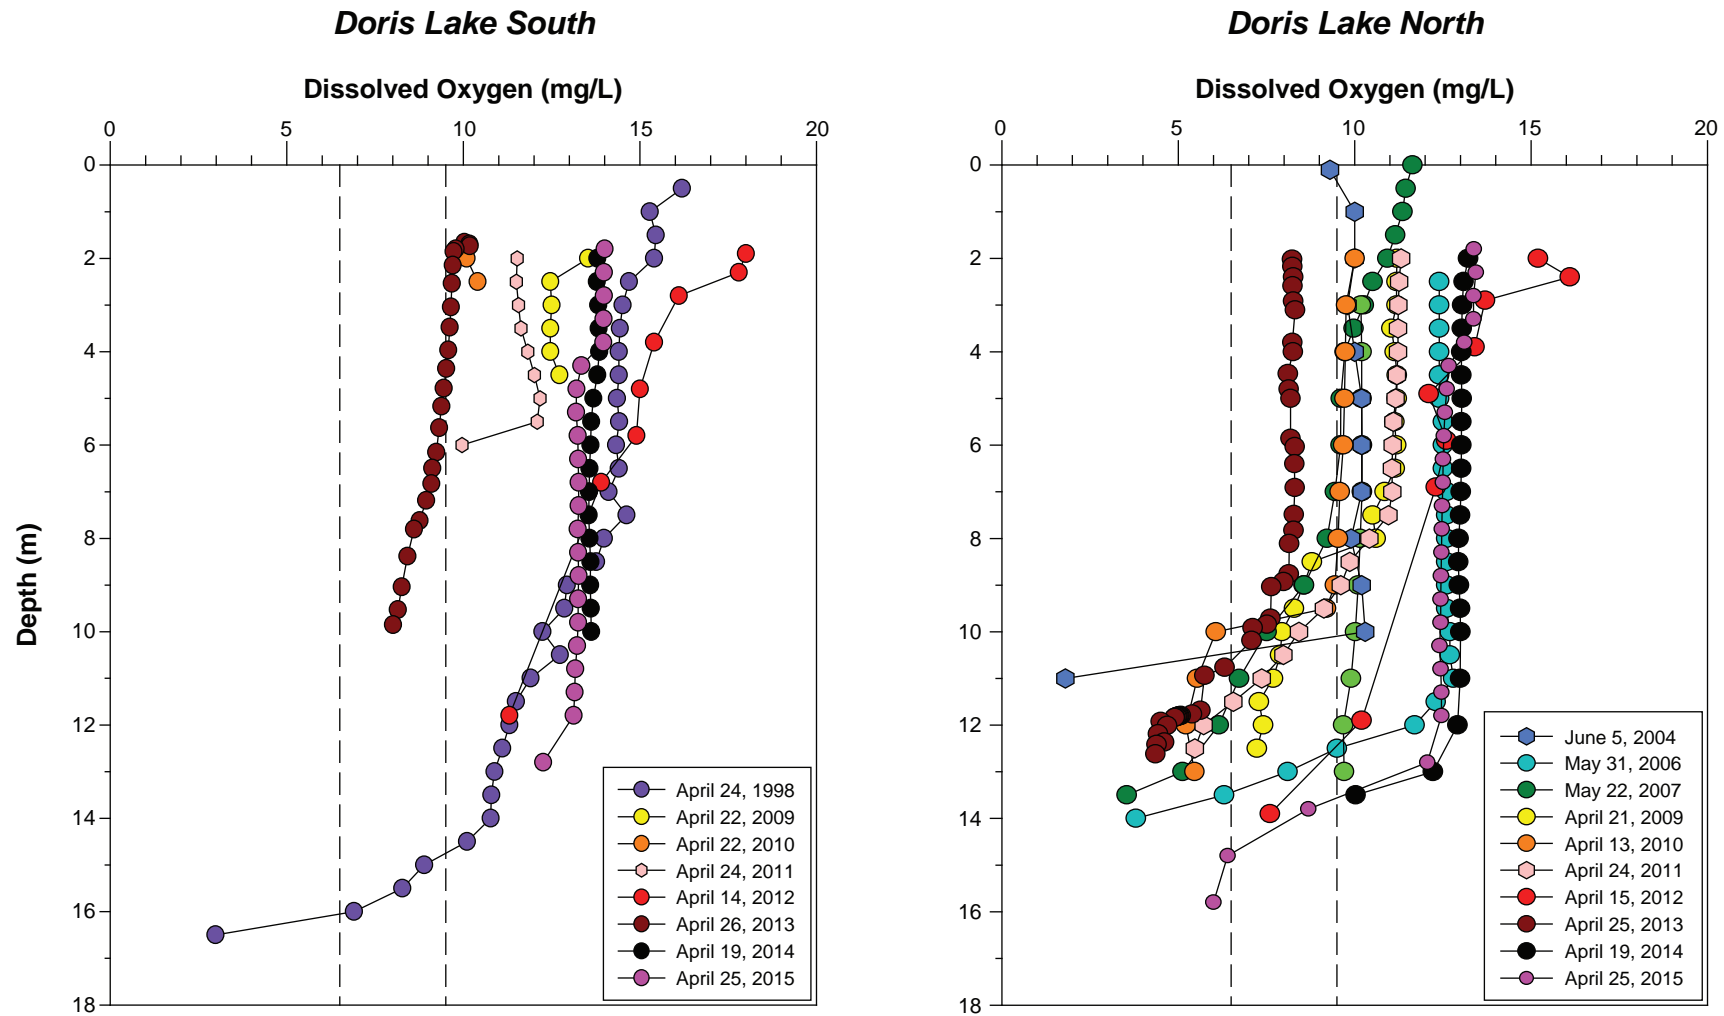 Doris Lake South
Dissolved Oxygen (mg/L)
0 5 10 15 20
Depth (m)
0
2
4
6
8
10
12
14
16
18
April 24, 1998
April 22, 2009
April 22, 2010
April 24, 2011
April 14, 2012
April 26, 2013
April 19, 2014
April 25, 2015
Doris Lake North
Dissolved Oxygen (mg/L)
0 5 10 15 20
0
2
4
6
8
10
12
14
16
18
June 5, 2004
May 31, 2006
May 22, 2007
April 21, 2009
April 13, 2010
April 24, 2011
April 15, 2012
April 25, 2013
April 19, 2014
April 25, 2015